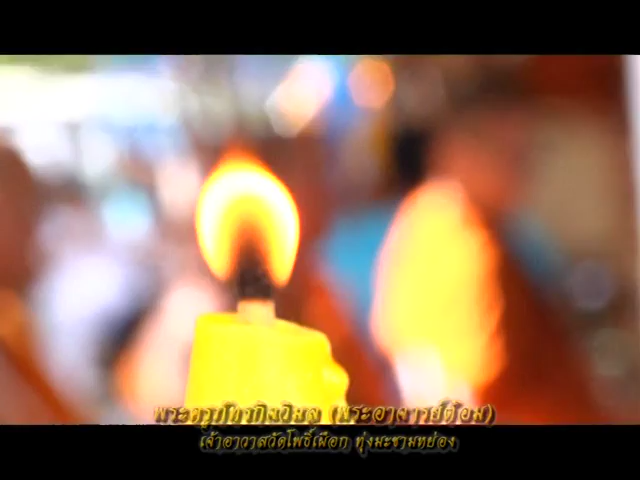 (พระอาจารย์ต้อม)
เจ้าอาวาสวัดโพธิ์เผือก ทุ่งมะขามหย่อง